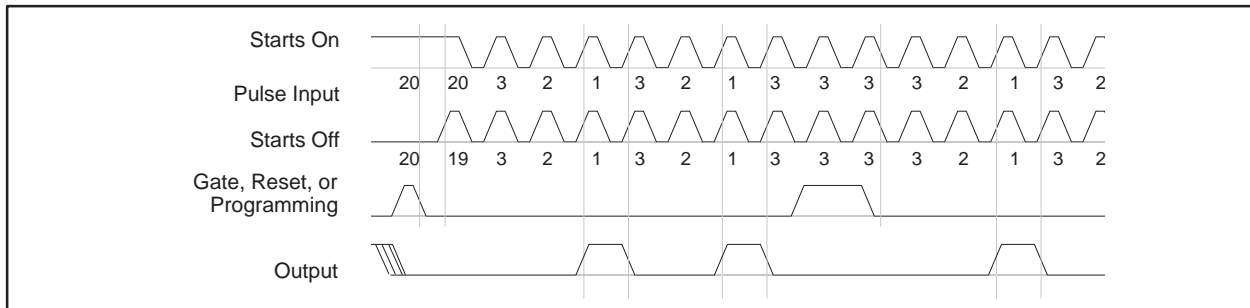 Starts On
20 20 3 2 1 3 2 1 3 3 3 3 2 1 3 2
Pulse Input
Starts Off
20 19 3 2 1 3 2 1 3 3 3 3 2 1 3 2
Gate, Reset, or
Programming
Output